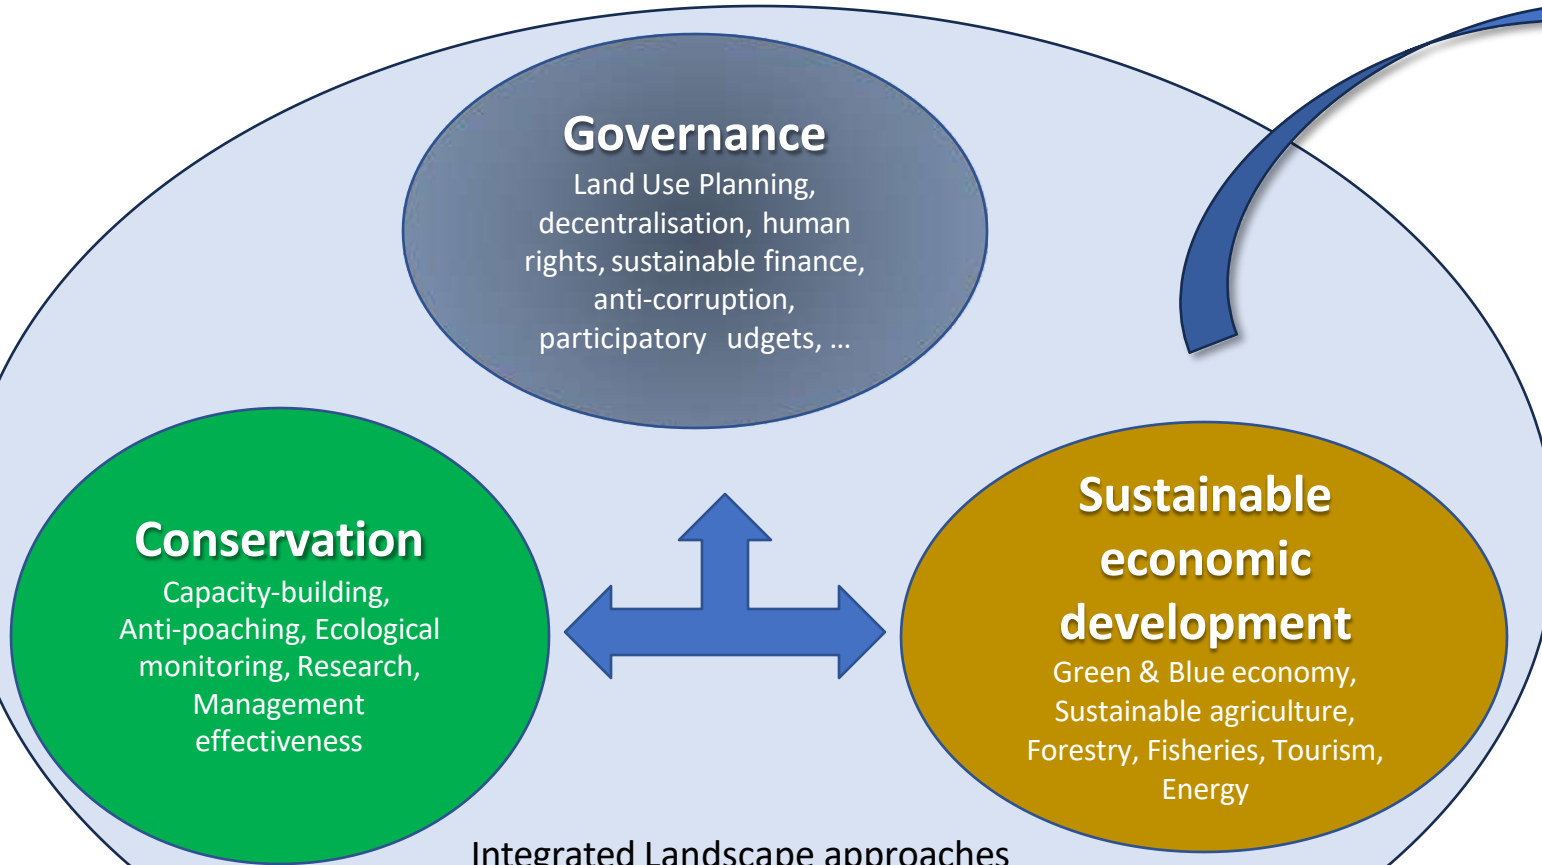 Governance
Land Use Planning,
decentralisation, human
rights, sustainable finance,
anti-corruption,
participatory udgets, ...
Conservation
Capacity-building,
Anti-poaching, Ecological
monitoring, Research,
Management
effectiveness
Sustainable
economic
development
Green & Blue economy,
Sustainable agriculture,
Forestry, Fisheries, Tourism,
Energy
Integrated Landscape approaches